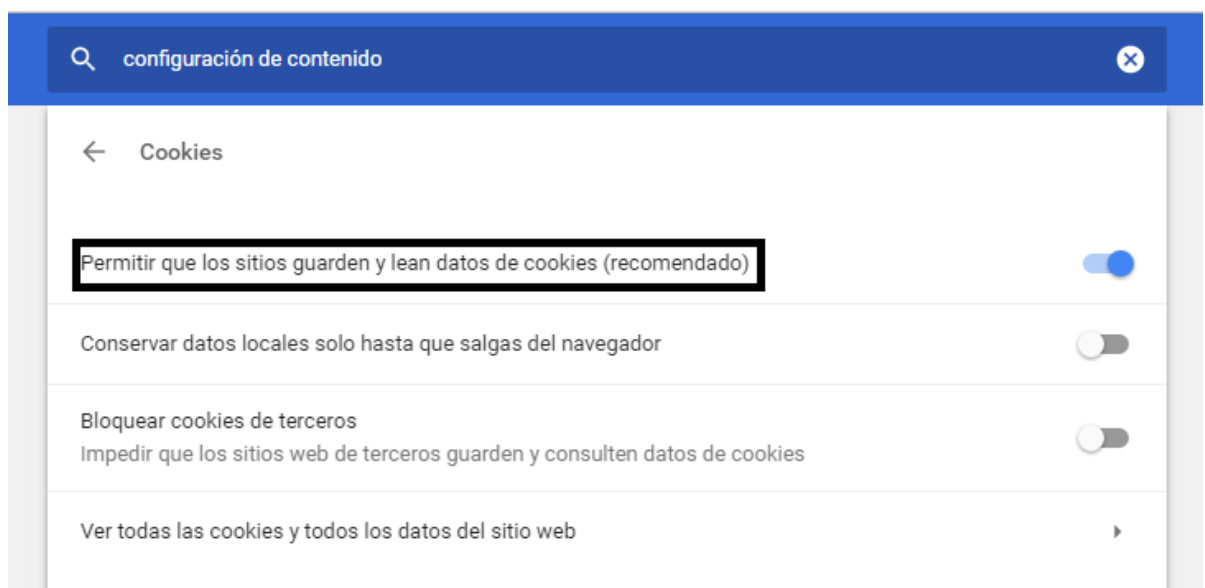 configuración de contenido
Cookies
Permitir que los sitios guarden y lean datos de cookies (recomendado)
Conservar datos locales solo hasta que salgas del navegador
Bloquear cookies de terceros
Impedir que los sitios web de terceros guarden y consulten datos de cookies
Ver todas las cookies y todos los datos del sitio web